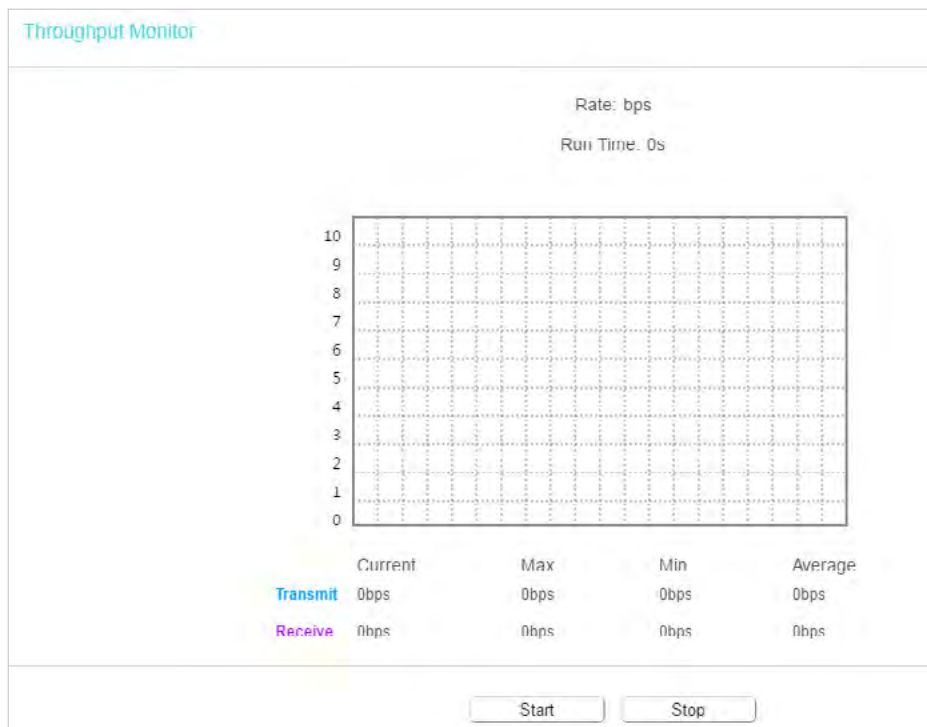 Throughput Monitor
Rate: bps
Run Time: 0s
10
9
8
7
6
5
4
3
2
1
0
Current Max Min Average
Transmit 0bps 0bps 0bps 0bps
Receive 0bps 0bps 0bps 0bps
Start Stop